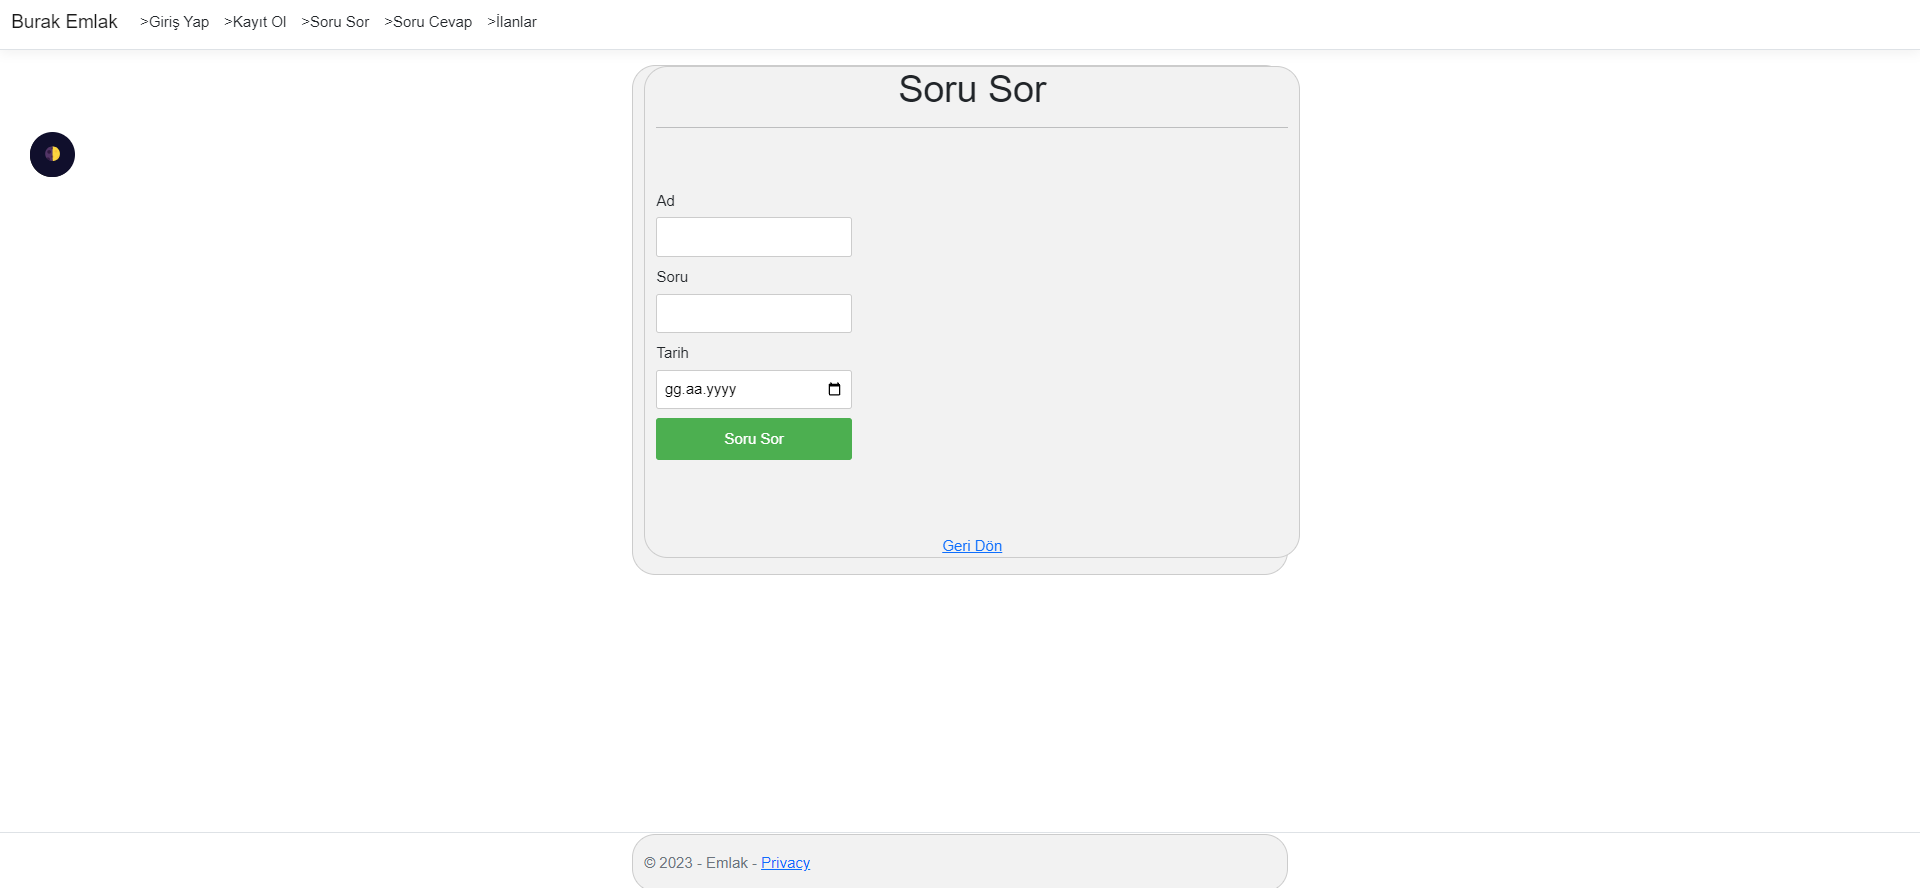 Burak Emlak >Giriş Yap >Kayıt Ol >Soru Sor >Soru Cevap >İlanlar
Soru Sor
Ad
Soru
Tarih
gg.aa.yyyy
Soru Sor
Geri Dön
© 2023 - Emlak - Privacy